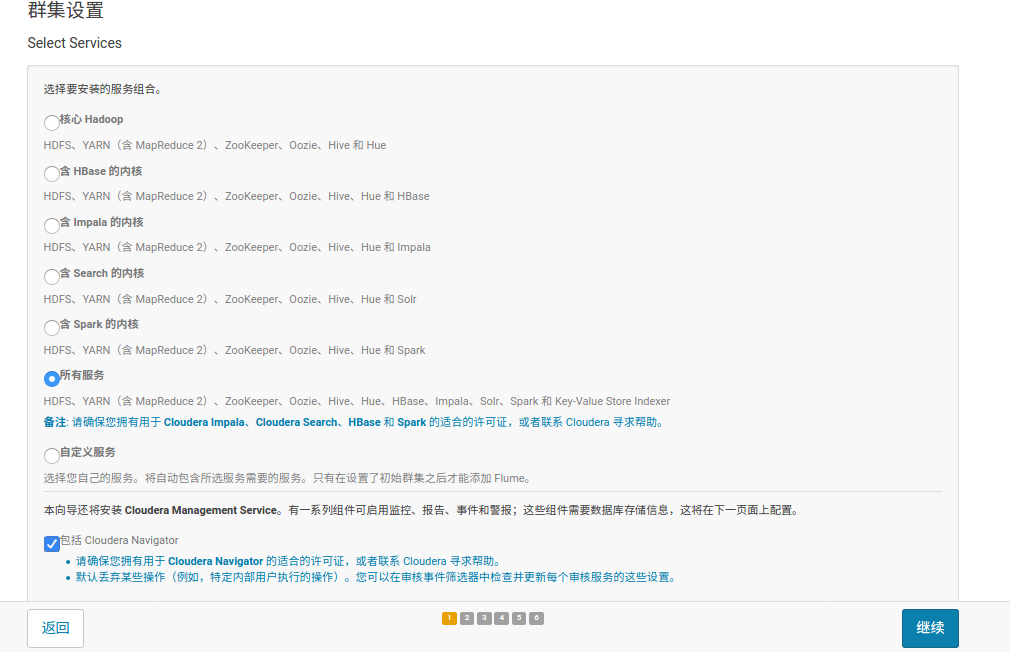 群集设置
Select Services
选择要安装的服务组合。
核心 Hadoop
HDFS、YARN（含 MapReduce 2）、ZooKeeper、Oozie、Hive 和 Hue
含 HBase 的内核
HDFS、YARN（含 MapReduce 2）、ZooKeeper、Oozie、Hive、Hue 和 HBase
含 Impala 的内核
HDFS、YARN（含 MapReduce 2）、ZooKeeper、Oozie、Hive、Hue 和 Impala
含 Search 的内核
HDFS、YARN（含 MapReduce 2）、ZooKeeper、Oozie、Hive、Hue 和 Solr
含 Spark 的内核
HDFS、YARN（含 MapReduce 2）、ZooKeeper、Oozie、Hive、Hue 和 Spark
所有服务
HDFS、YARN（含 MapReduce 2）、ZooKeeper、Oozie、Hive、Hue、HBase、Impala、Solr、Spark 和 Key-Value Store Indexer
备注: 请确保您拥有用于 Cloudera Impala、Cloudera Search、HBase 和 Spark 的适合的许可证，或者联系 Cloudera 寻求帮助。
自定义服务
选择您自己的服务。将自动包含所选服务需要的服务。只有在设置了初始群集之后才能添加 Flume。
本向导还将安装 Cloudera Management Service。有一系列组件可启用监控、报告、事件和警报；这些组件需要数据库存储信息，这将在下一页面上配置。
包括 Cloudera Navigator
• 请确保您拥有用于 Cloudera Navigator 的适合的许可证，或者联系 Cloudera 寻求帮助。
• 默认丢弃某些操作（例如，特定内部用户执行的操作）。您可以在审核事件筛选器中检查并更新每个审核服务的这些设置。
返回 1 2 3 4 5 6 继续